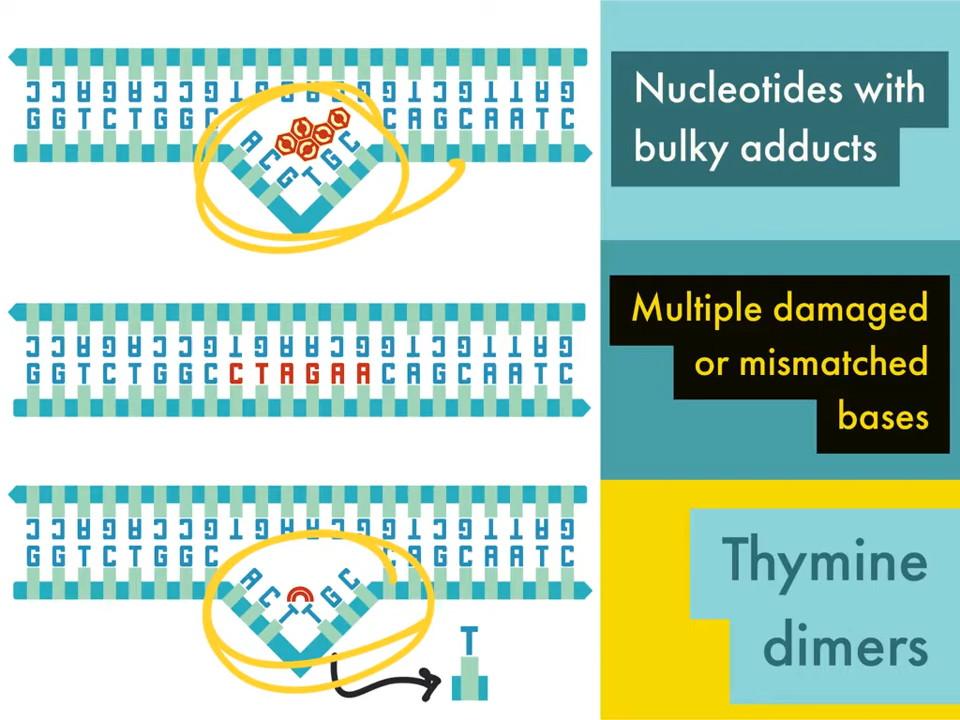 C C A G A C C G T G C A C G G T C G T T A G
G G T C T G G C A C G T G C C A G C A A T C
Nucleotides with
bulky adducts
C C A G A C C G T G A A C G G T C G T T A G
G G T C T G G C C T A G A A C A G C A A T C
Multiple damaged
or mismatched
bases
C C A G A C C G T G A A C G G T C G T T A G
G G T C T G G C A C T T G C C A G C A A T C
T
Thymine
dimers